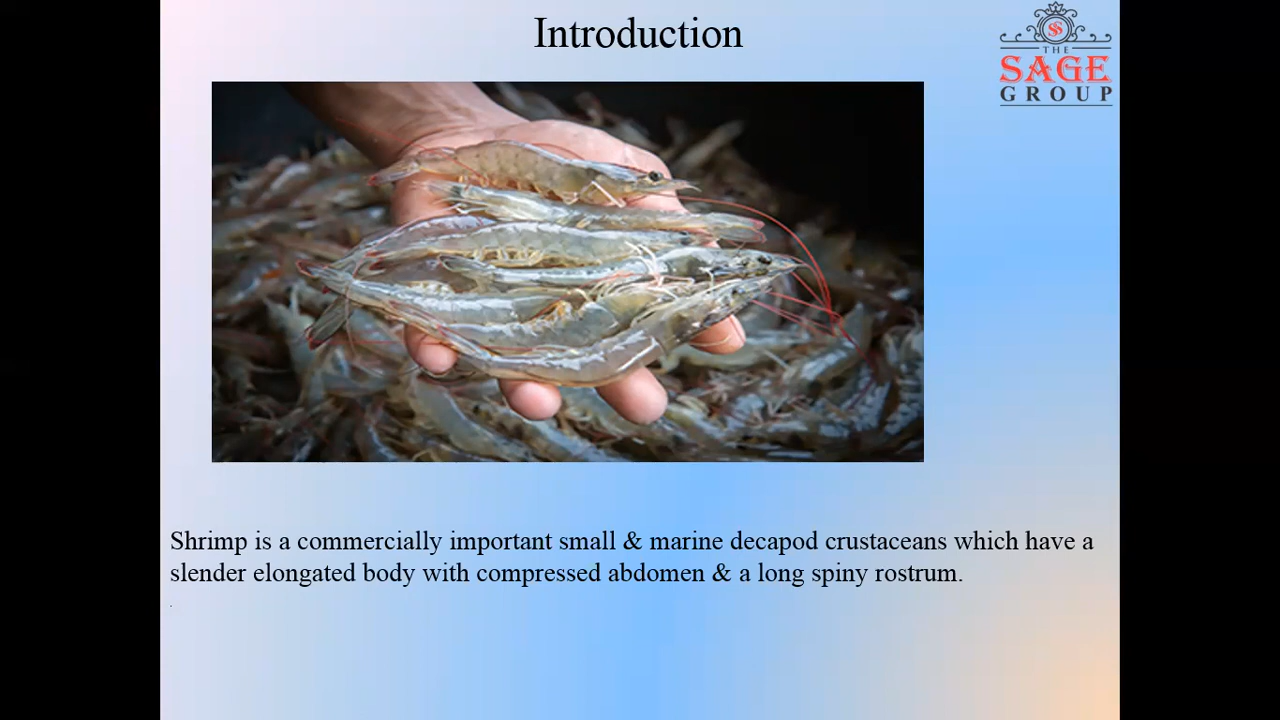 Introduction
THE
SAGE
GROUP
Shrimp is a commercially important small & marine decapod crustaceans which have a
slender elongated body with compressed abdomen & a long spiny rostrum.
.